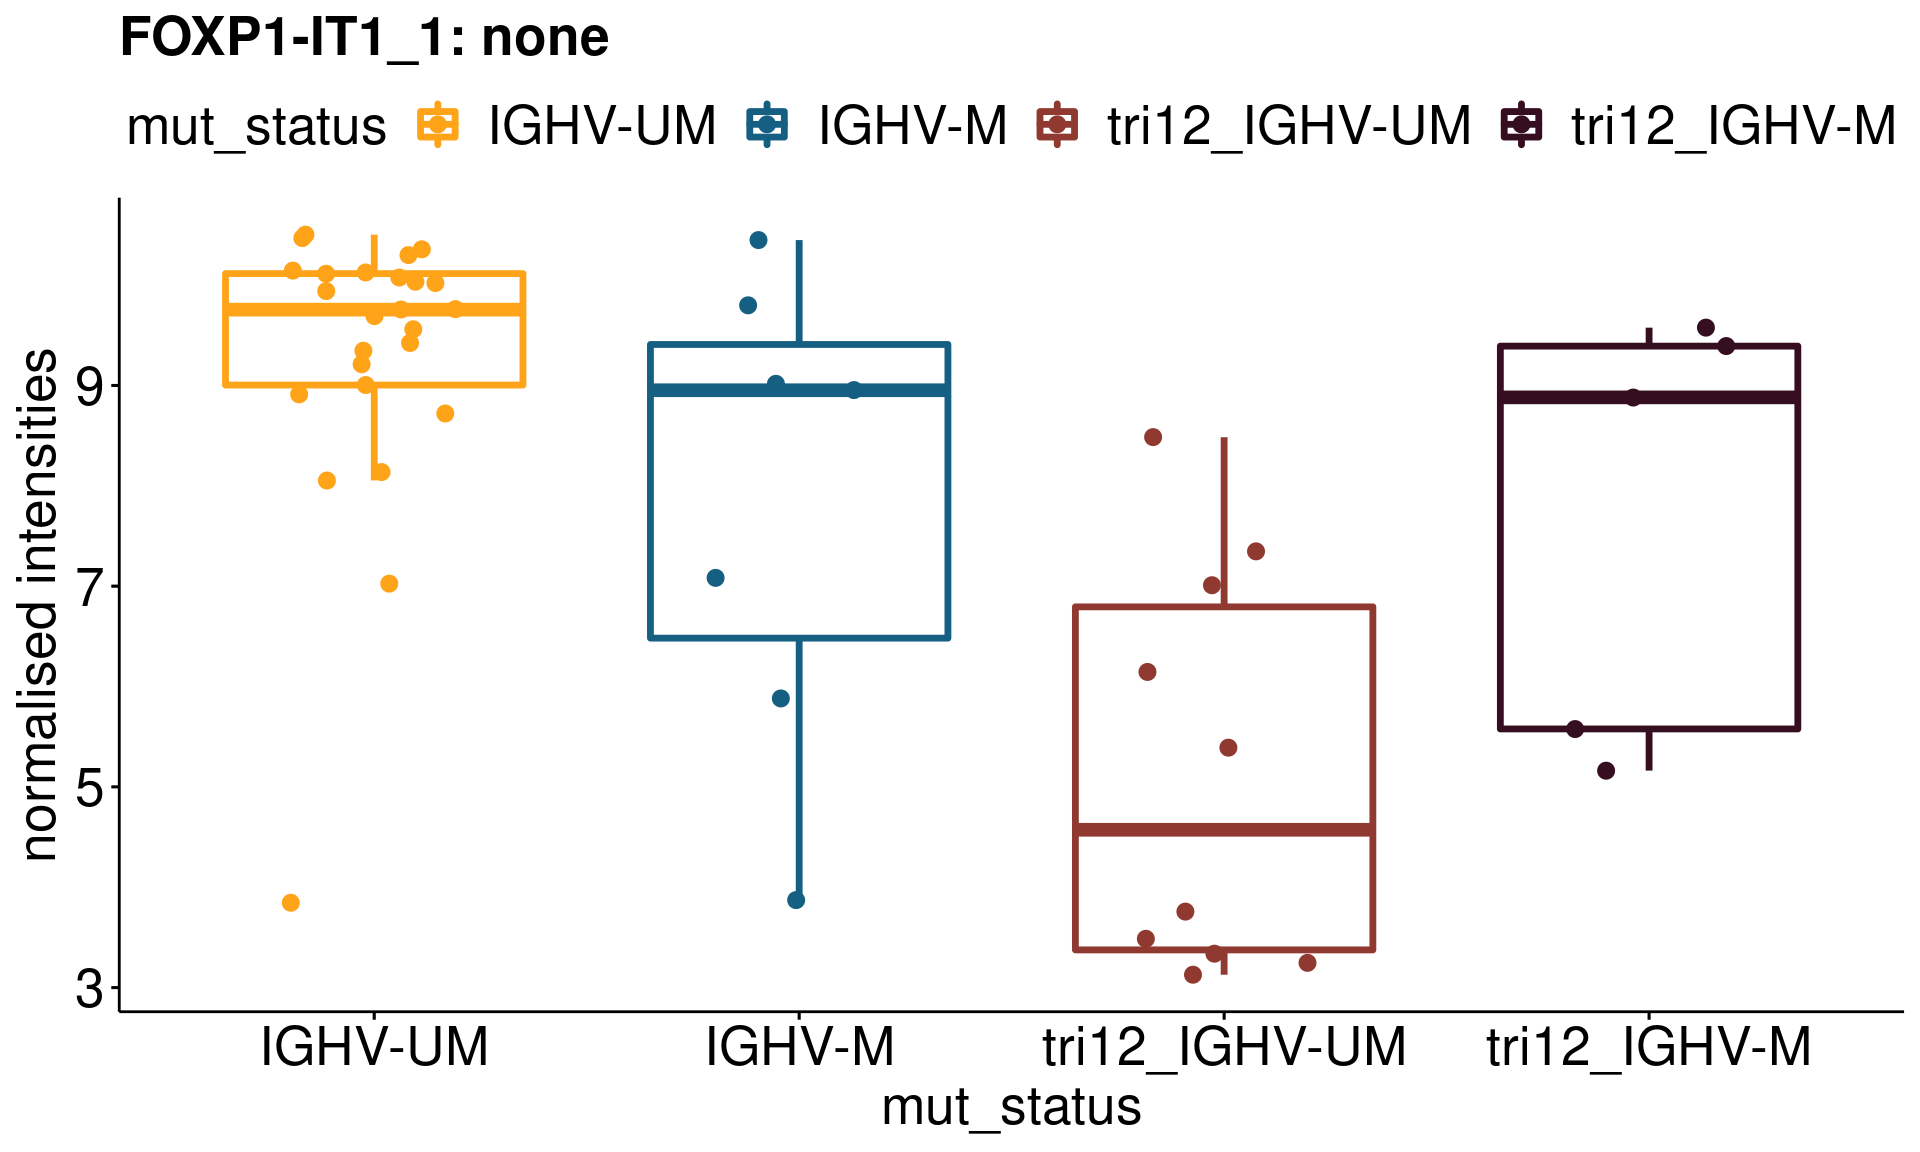 FOXP1-IT1_1: none
mut_status IGHV-UM IGHV-M tri12_IGHV-UM tri12_IGHV-M
normalised intensities
9
7
5
3
IGHV-UM IGHV-M tri12_IGHV-UM tri12_IGHV-M
mut_status